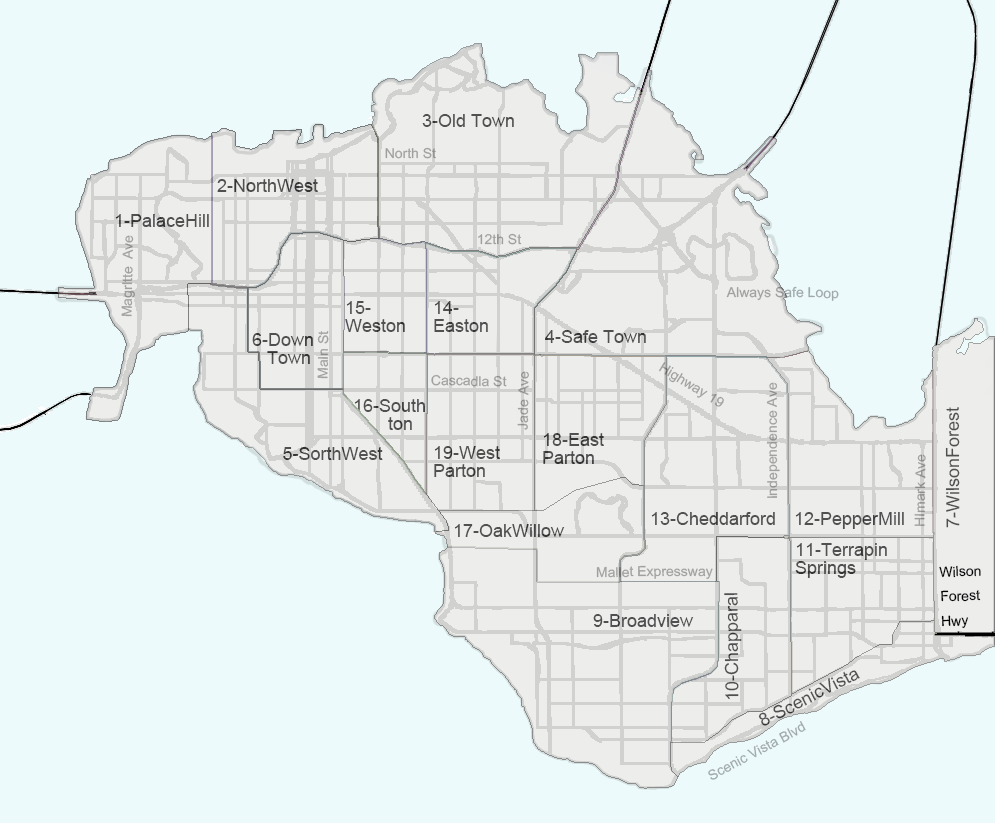 3-Old Town
North St
2-NorthWest
1-PalaceHill
12th St
Magritte Ave
Always Safe Loop
15-
Weston
14-
Easton
4-Safe Town
6-Down
Town
Main St
Cascadla St
Jade Ave
Highway 19
Independence Ave
16-South
ton
5-SorthWest
19-West
Parton
18-East
Parton
7-WilsonForest
Hlmark Ave
17-OakWillow
13-Cheddarford
12-PepperMill
11-Terrapin
Springs
Mallet Expressway
Wilson
Forest
Hwy
9-Broadview
10-Chapparal
8-ScenicVista
Scenic Vista Blvd